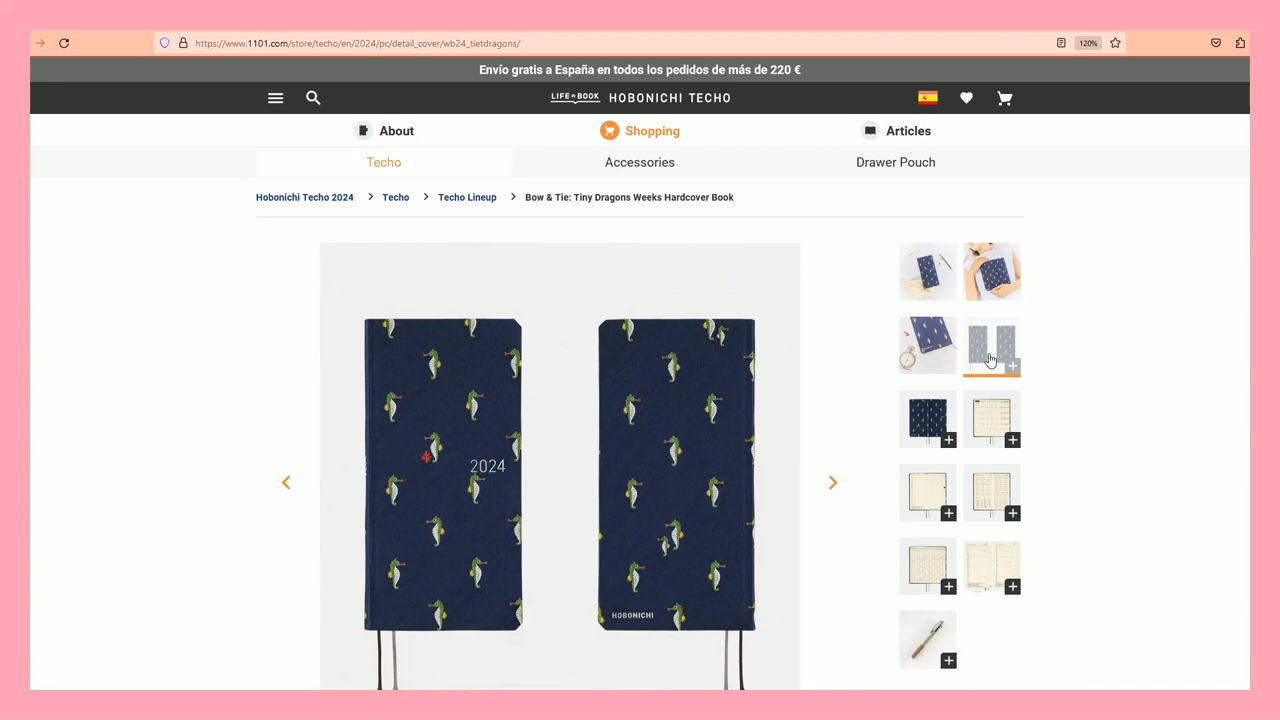 https://www.1101.com/store/techo/en/2024/pc/detail_cover/wb24_tietdragons/
120%
Envío gratis a España en todos los pedidos de más de 220 €
LIFE BOOK HOBONICHI TECHO
About
Shopping
Articles
Techo
Accessories
Drawer Pouch
Hobonichi Techo 2024 > Techo > Techo Lineup > Bow & Tie: Tiny Dragons Weeks Hardcover Book
2024
HOBONICHI